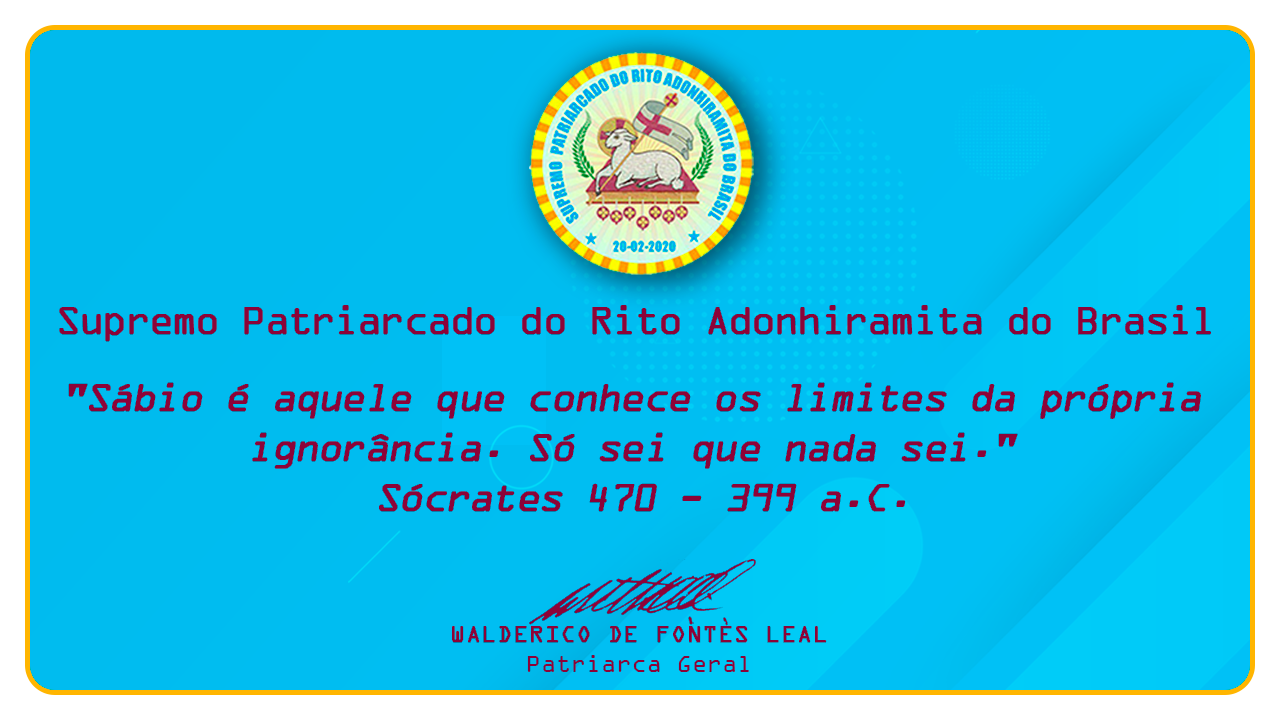 SUPREMO PATRIARCADO DO RITO ADONHIRAMITA DO BRASIL
20-02-2020
Supremo Patriarcado do Rito Adonhiramita do Brasil
"Sábio é aquele que conhece os limites da própria
ignorância. Só sei que nada sei."
Sócrates 470 - 399 a.C.
WALDERICO DE FONTES LEAL
Patriarca Geral